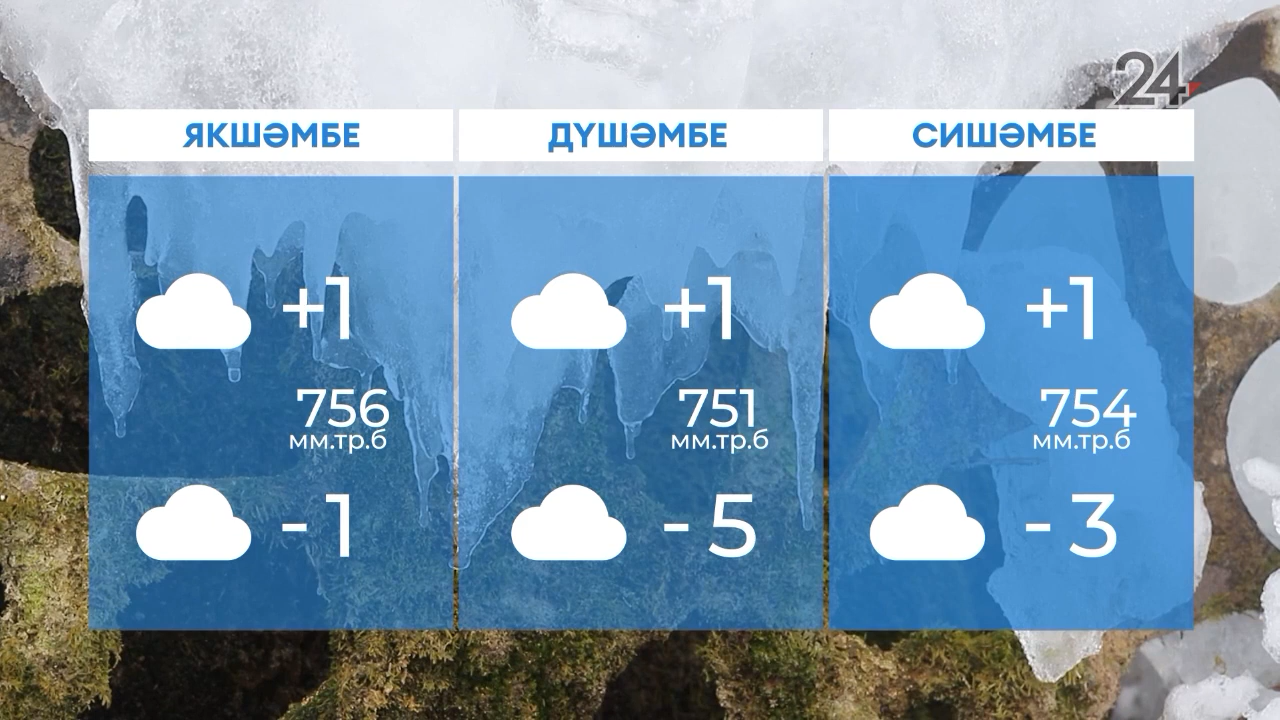 24
ЯКШӘМБЕ
ДҮШӘМБЕ
СИШӘМБЕ
+1
+1
+1
756
мм.тр.б
751
мм.тр.б
754
мм.тр.б
- 1
- 5
- 3